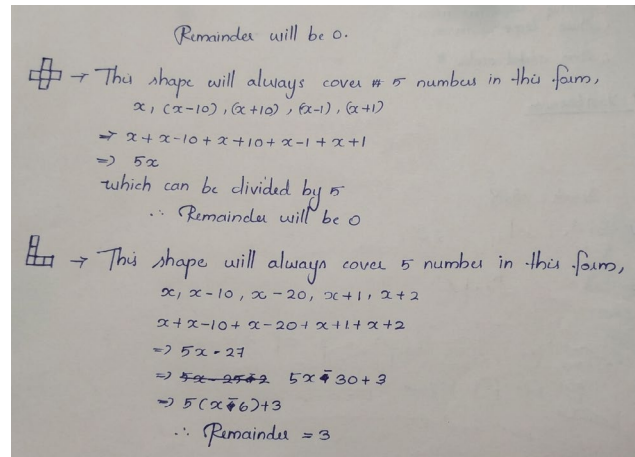 Remainder will be 0.
→ This shape will always cover 5 number in this form,
x, (x-10), (x+10), (x-1), (x+1)
⇒ x + x-10 + x+10 + x-1 + x+1
⇒ 5x
which can be divided by 5
∴ Remainder will be 0
→ This shape will always cover 5 number in this form,
x, x-10, x-20, x+1, x+2
x+x-10+x-20+x+1+x+2
⇒ 5x-27
⇒ 5x-30+3
⇒ 5(x-6)+3
∴ Remainder = 3